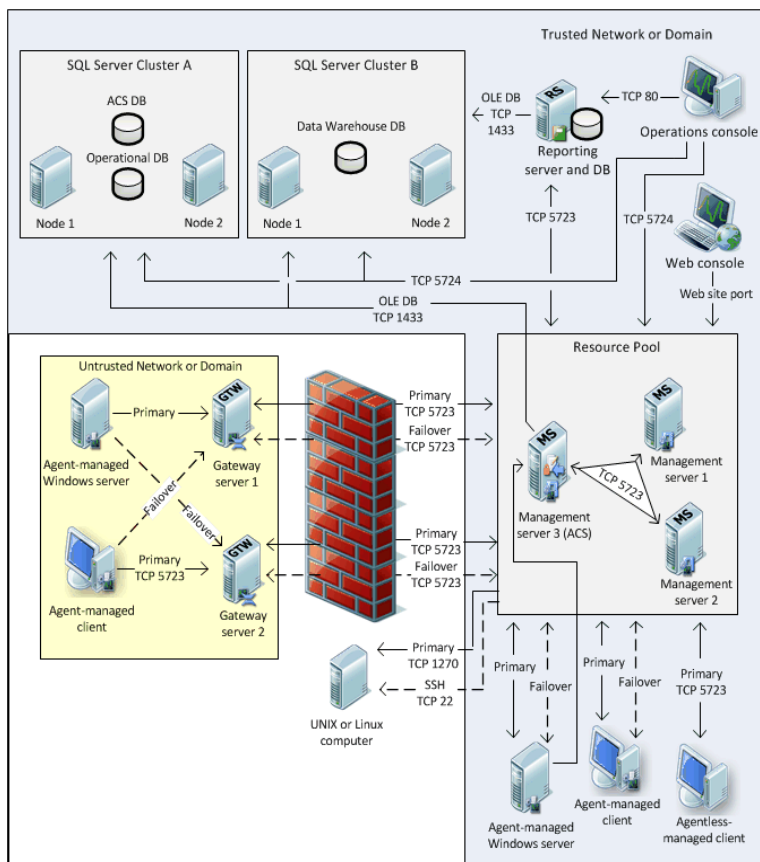 Trusted Network or Domain
SQL Server Cluster A
ACS DB
Operational DB
Node 1
Node 2
SQL Server Cluster B
Data Warehouse DB
Node 1
Node 2
OLE DB
TCP
1433
RS
Reporting
server and DB
TCP 80
Operations console
TCP 5723
TCP 5724
Web console
Web site port
TCP 5724
OLE DB
TCP 1433
Untrusted Network or Domain
Agent-managed
Windows server
Primary
GTW
Gateway
server 1
Failover
Failover
Agent-managed
client
Primary
TCP 5723
GTW
Gateway
server 2
Primary
TCP 5723
Failover
TCP 5723
Primary
TCP 5723
Failover
TCP 5723
Resource Pool
MS
Management
server 1
MS
Management
server 3 (ACS)
TCP 5723
MS
Management
server 2
Primary
TCP 1270
SSH
TCP 22
UNIX or Linux
computer
Primary
Failover
Agent-managed
Windows server
Primary
Failover
Agent-managed
client
Primary
TCP 5723
Agentless-
managed client